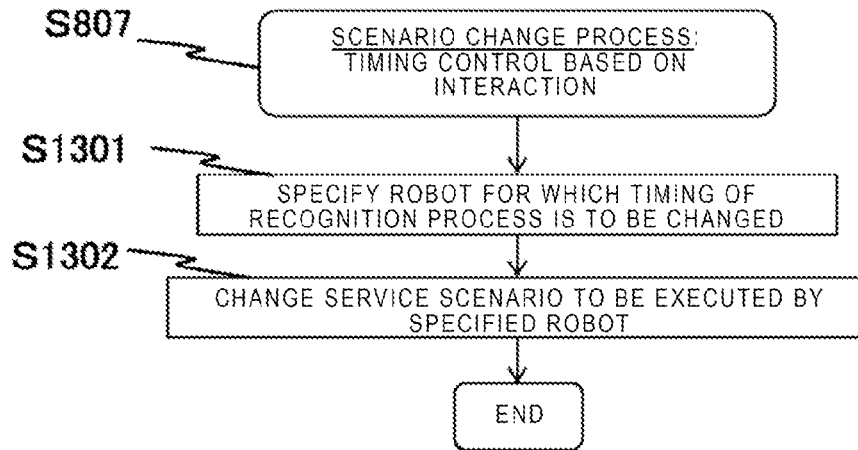 S807
SCENARIO CHANGE PROCESS:
TIMING CONTROL BASED ON
INTERACTION
S1301
SPECIFY ROBOT FOR WHICH TIMING OF
RECOGNITION PROCESS IS TO BE CHANGED
S1302
CHANGE SERVICE SCENARIO TO BE EXECUTED BY
SPECIFIED ROBOT
END